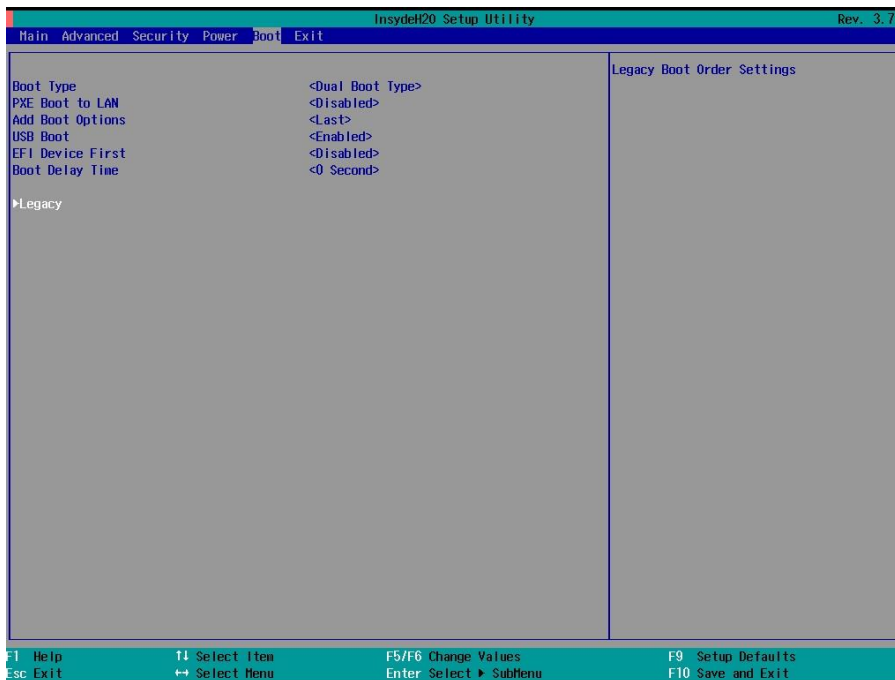 InsydeH2O Setup Utility Rev. 3.7
Main Advanced Security Power Boot Exit
Legacy Boot Order Settings
Boot Type <Dual Boot Type>
PXE Boot to LAN <Disabled>
Add Boot Options <Last>
USB Boot <Enabled>
EFI Device First <Disabled>
Boot Delay Time <0 Second>
▶Legacy
F1 Help ↑↓ Select Item F5/F6 Change Values F9 Setup Defaults
Esc Exit ↔ Select Menu Enter Select ▶ SubMenu F10 Save and Exit